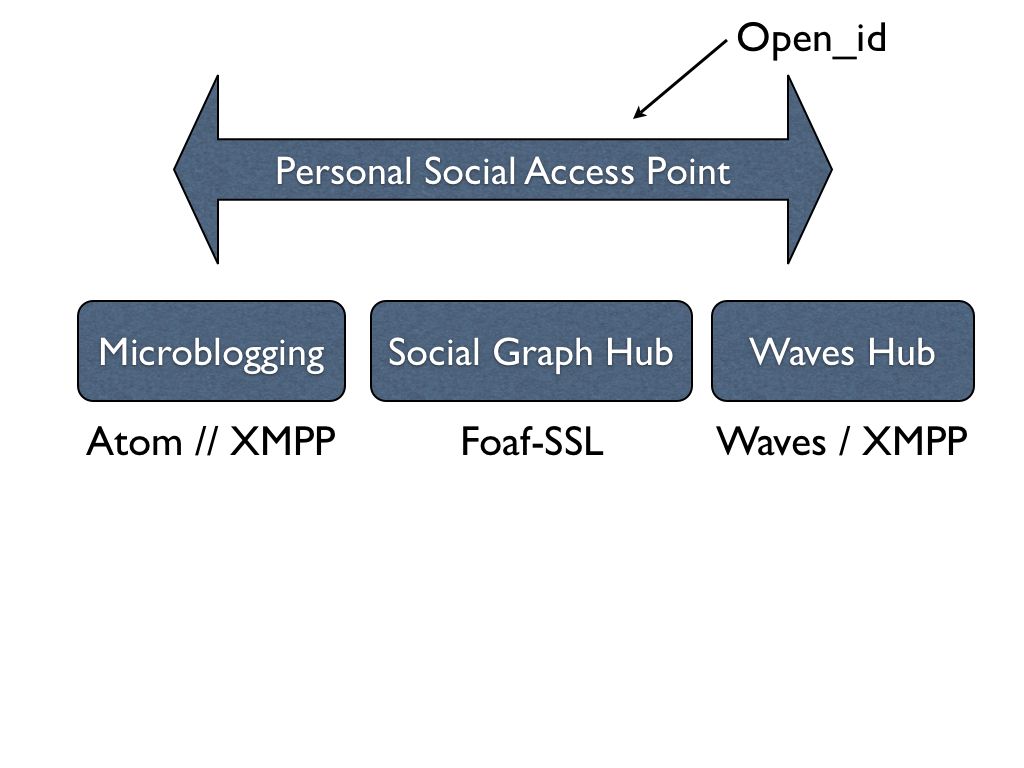 Open_id
Personal Social Access Point
Microblogging
Social Graph Hub
Waves Hub
Atom // XMPP
Foaf-SSL
Waves / XMPP